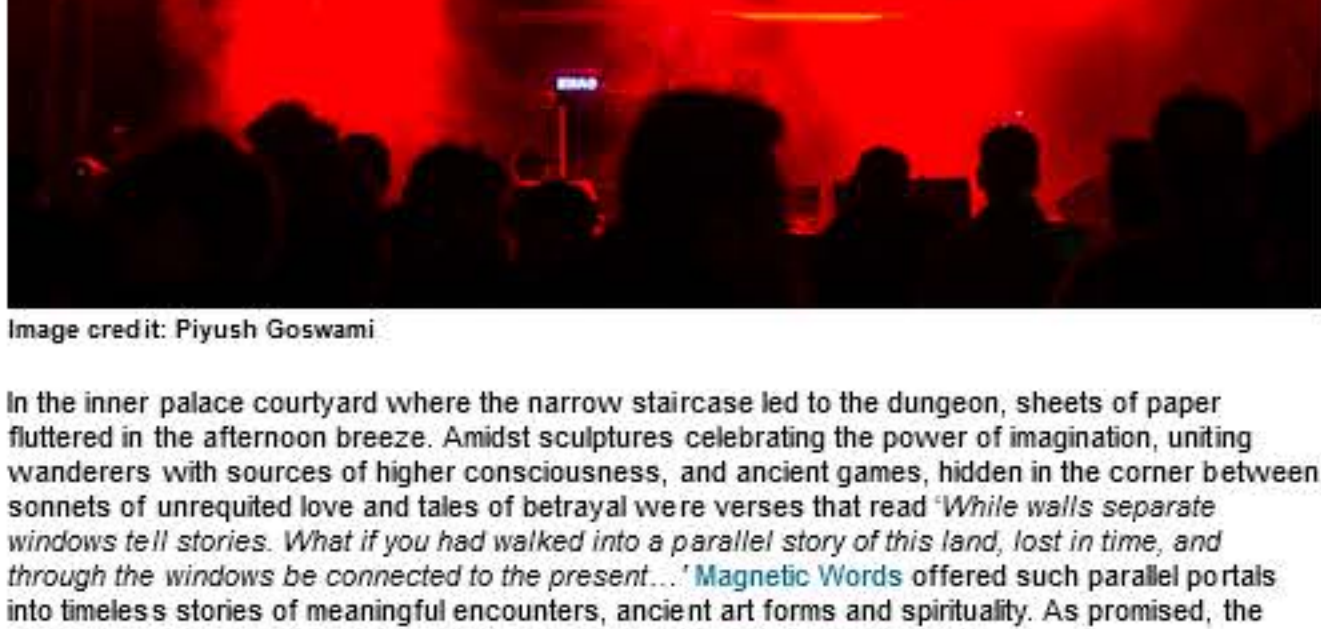 Image credit: Piyush Goswami
In the inner palace courtyard where the narrow staircase led to the dungeon, sheets of paper
fluttered in the afternoon breeze. Amidst sculptures celebrating the power of imagination, uniting
wanderers with sources of higher consciousness, and ancient games, hidden in the corner between
sonnets of unrequited love and tales of betrayal were verses that read ‘While walls separate
windows tell stories. What if you had walked into a parallel story of this land, lost in time, and
through the windows be connected to the present…’ Magnetic Words offered such parallel portals
into timeless stories of meaningful encounters, ancient art forms and spirituality. As promised, the